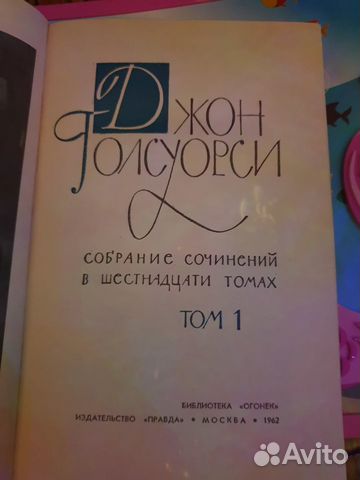 ДЖОН
ГОЛСУОРСИ
СОБРАНИЕ СОЧИНЕНИЙ
В ШЕСТНАДЦАТИ ТОМАХ
ТОМ 1
БИБЛИОТЕКА «ОГОНЕК»
ИЗДАТЕЛЬСТВО «ПРАВДА» • МОСКВА • 1962
Avito